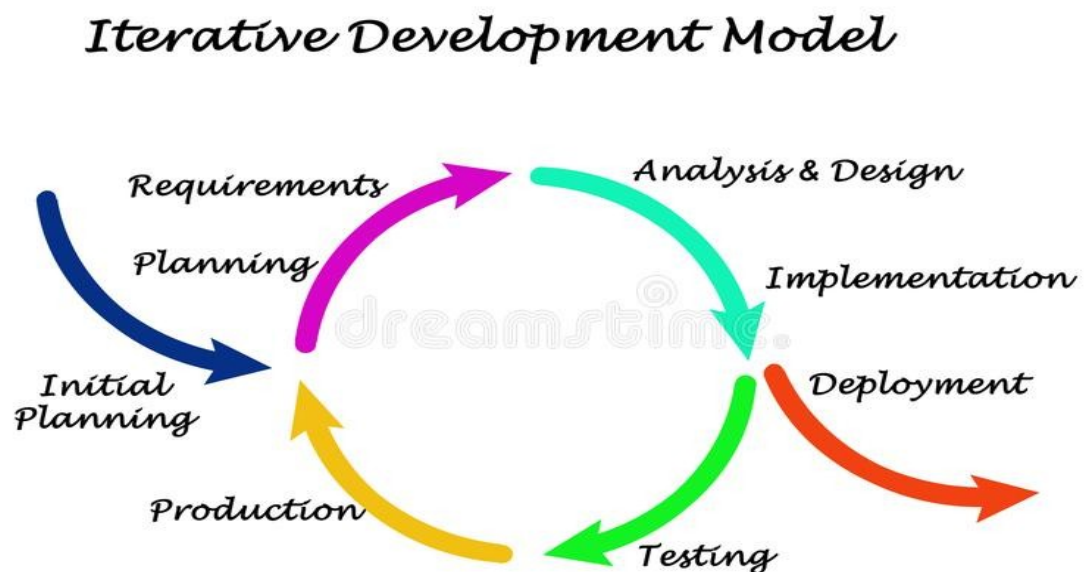 Iterative Development Model
Requirements
Analysis & Design
Planning
Implementation
dreamstime.
Initial
Planning
Deployment
Production
Testing